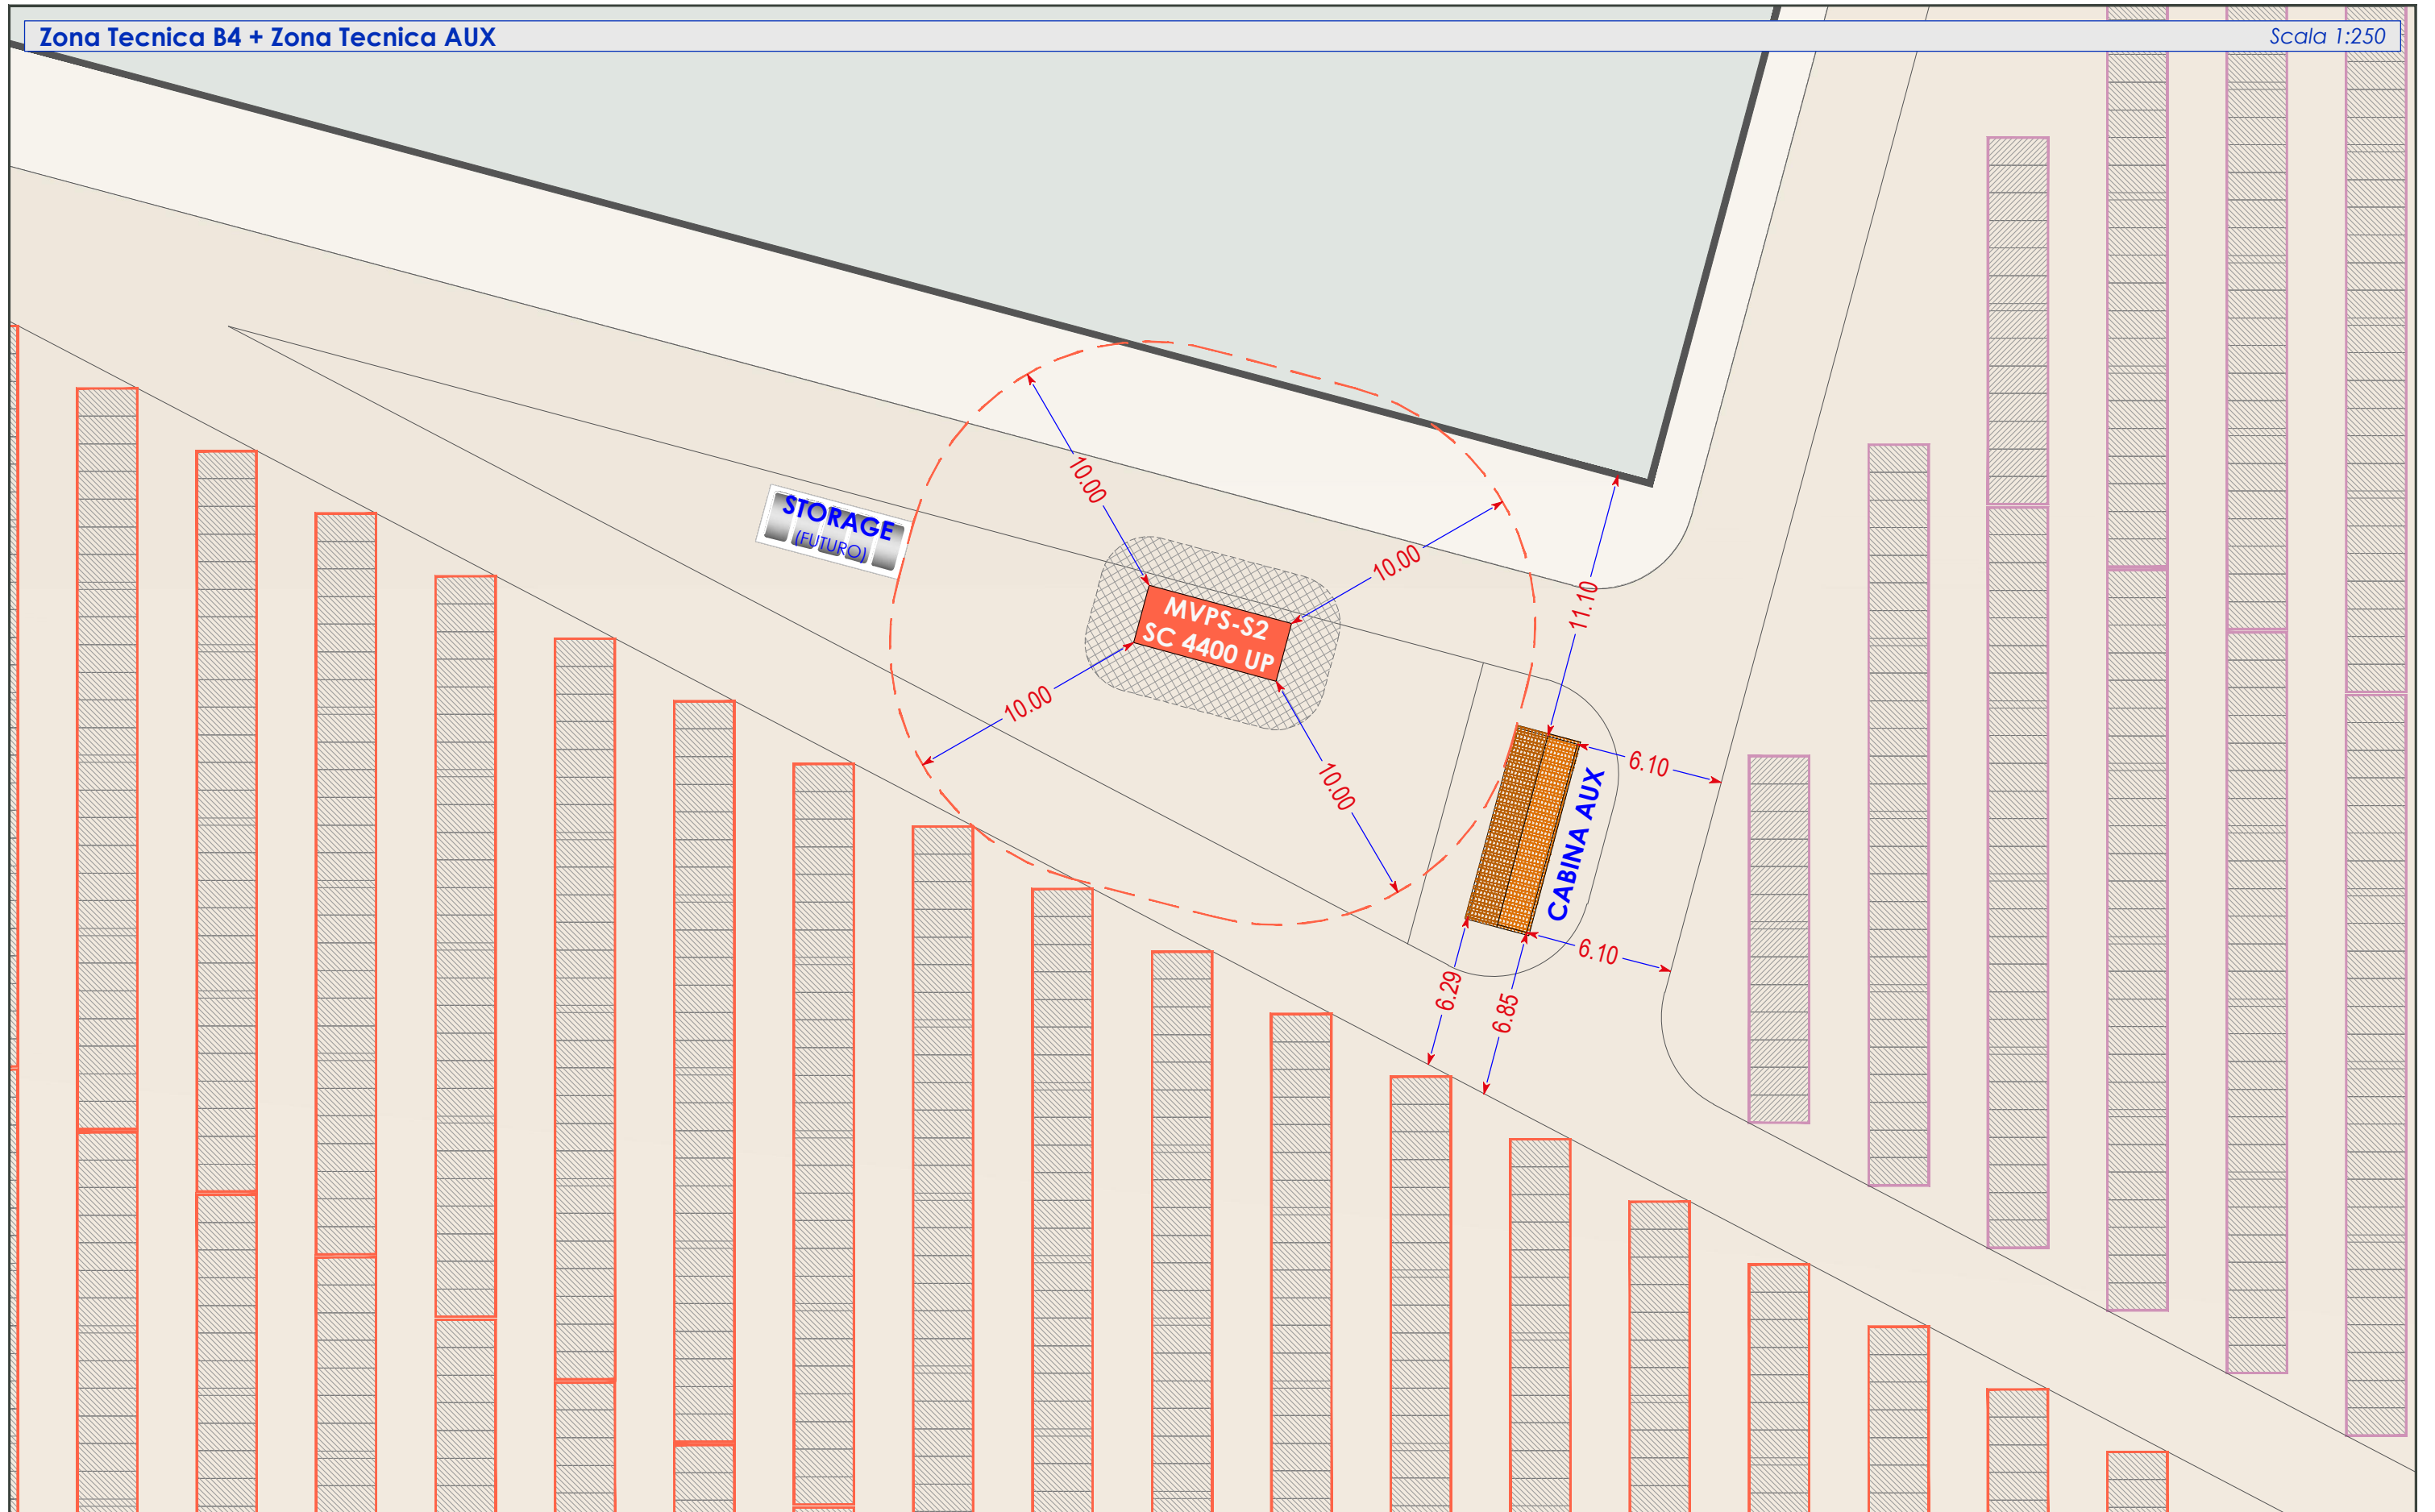 Zona Tecnica B4 + Zona Tecnica AUX
Scala 1:250
10.00
STORAGE
(FUTURO)
10.00
11.10
MVPS-S2
SC 4400 UP
10.00
10.00
6.10
CABINA AUX
6.10
6.29
6.85